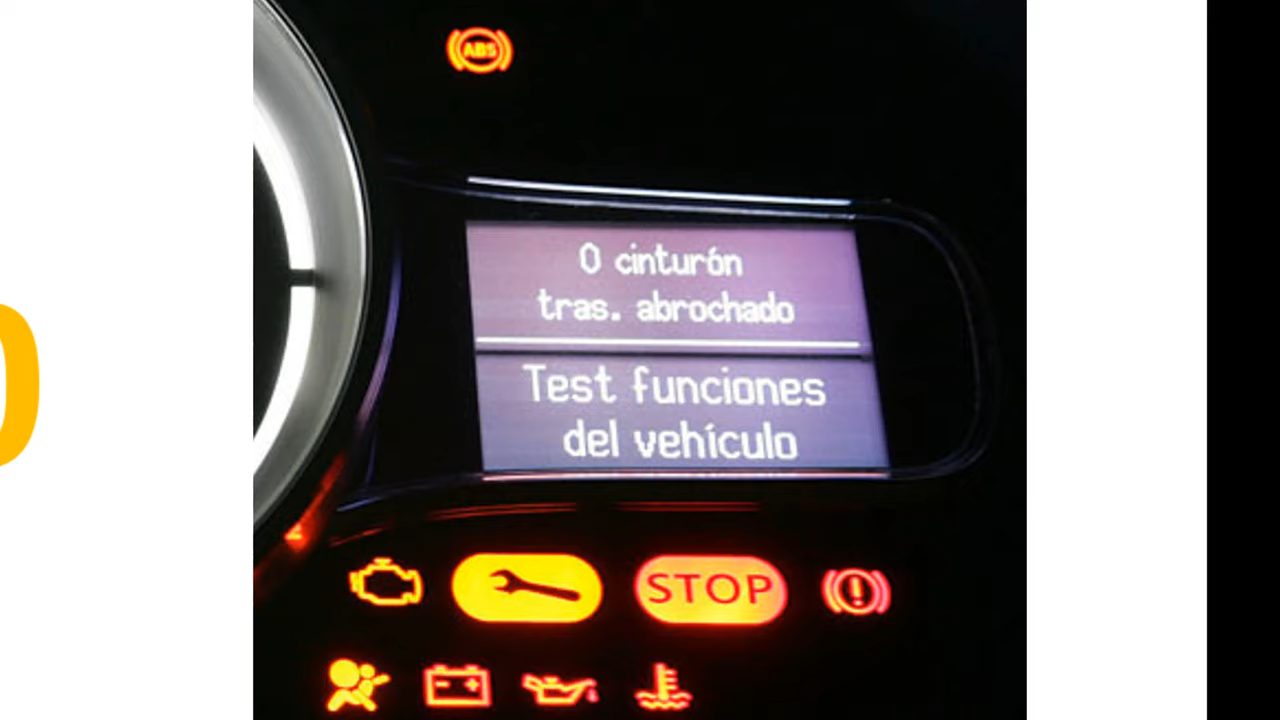 ABS
0 cinturón
tras. abrochado
Test funciones
del vehículo
STOP